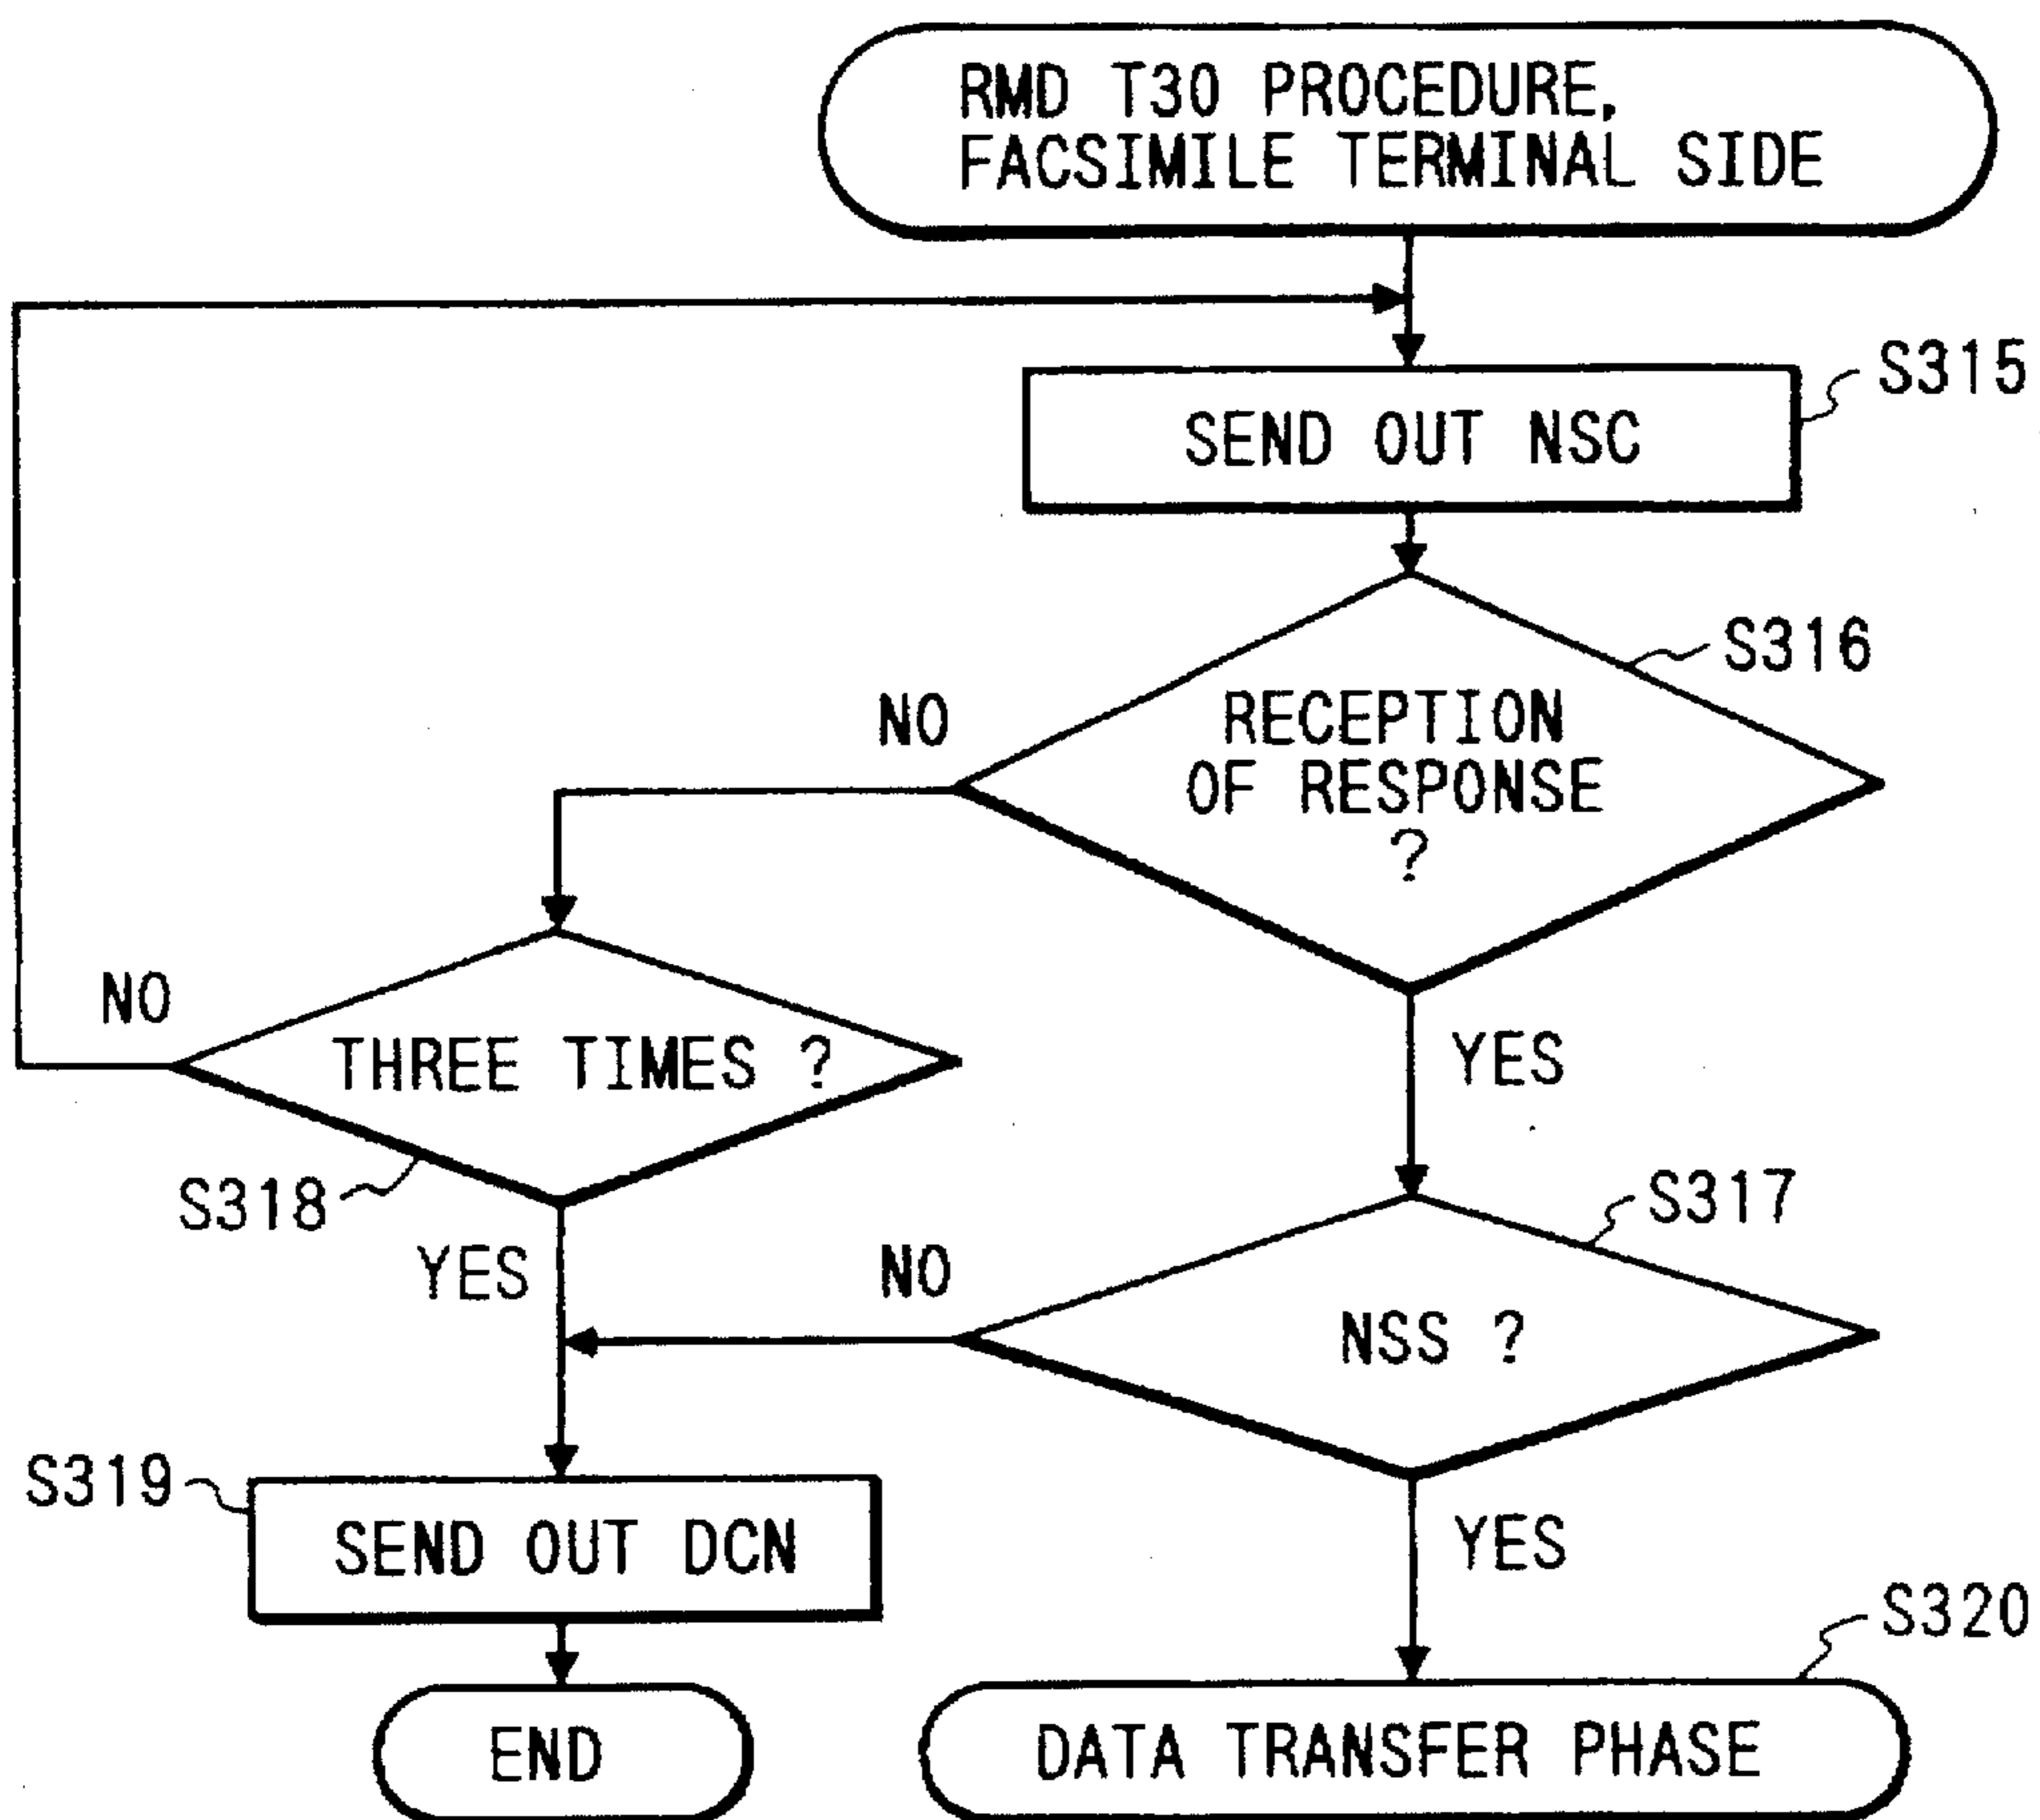 RMD T30 PROCEDURE,
FACSIMILE TERMINAL SIDE
S315
SEND OUT NSC
S316
NO
RECEPTION
OF RESPONSE
?
NO
THREE TIMES ?
YES
S318
S317
YES
NO
NSS ?
S319
SEND OUT DCN
YES
S320
END
DATA TRANSFER PHASE